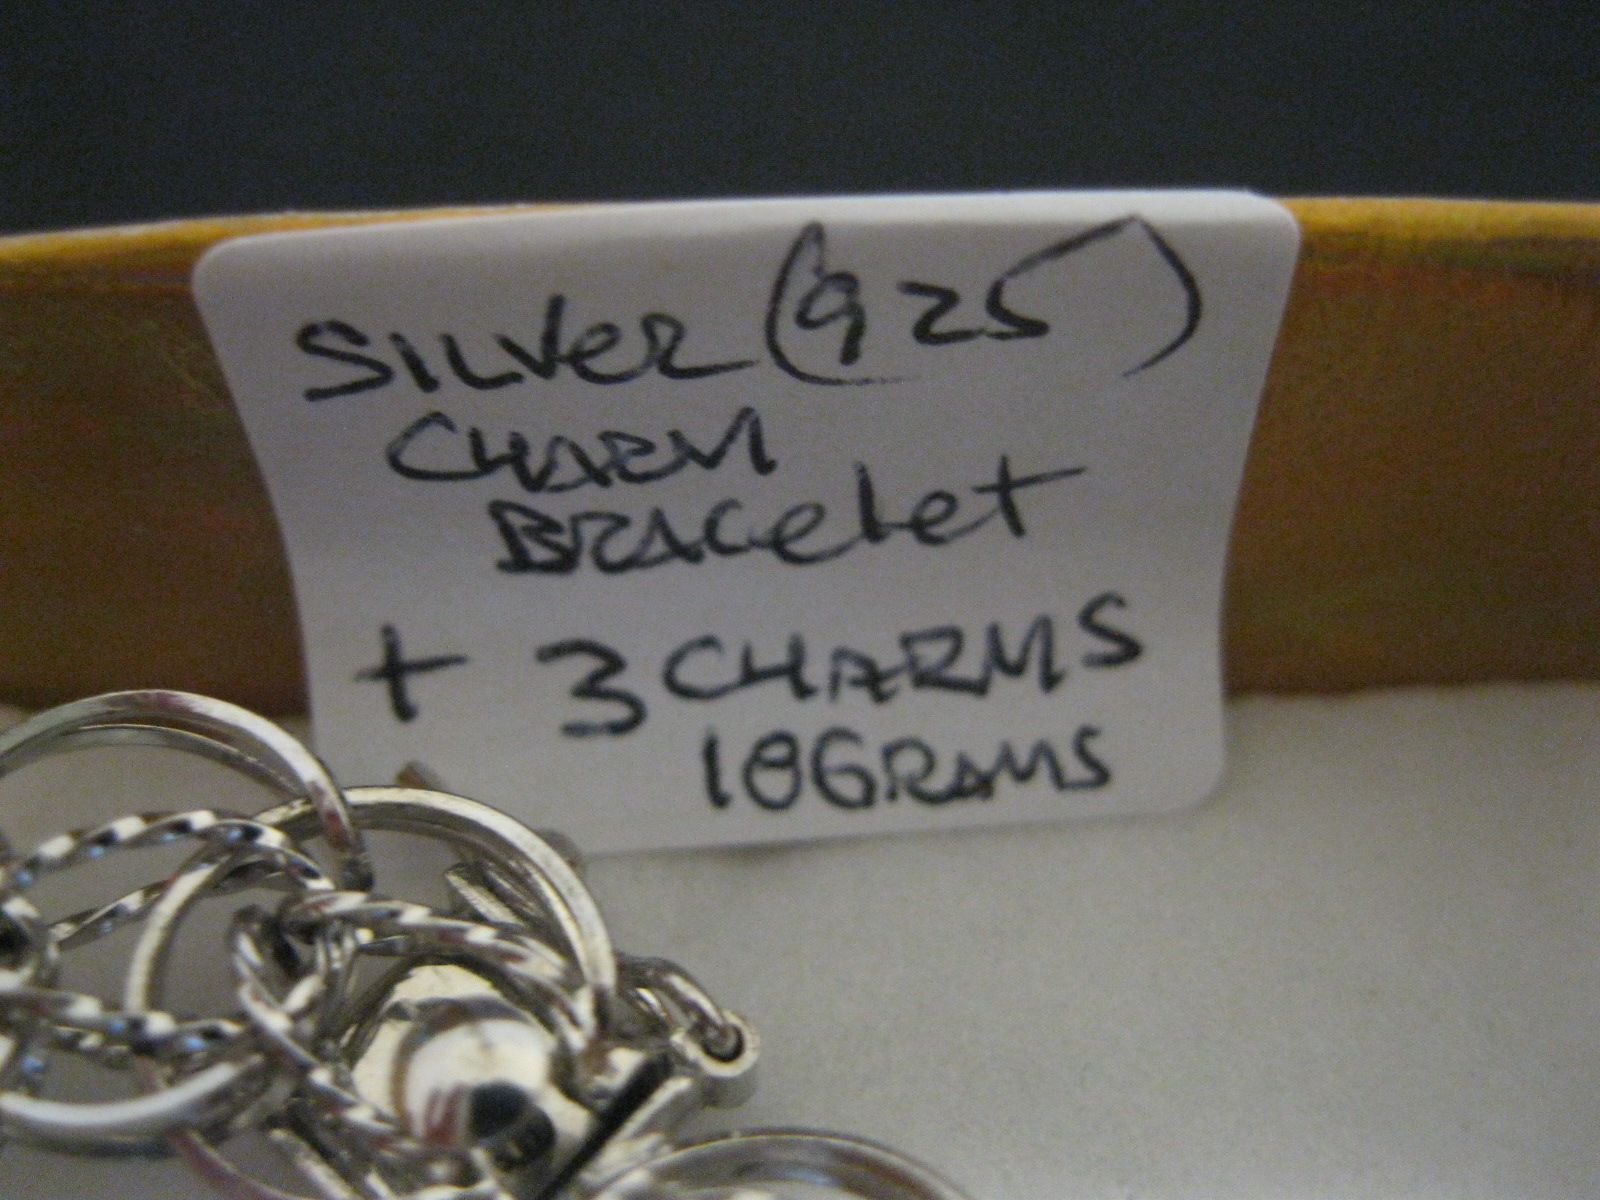 SILVER (925)
CHARM
BRACELET
+ 3 CHARMS
18GRAMS